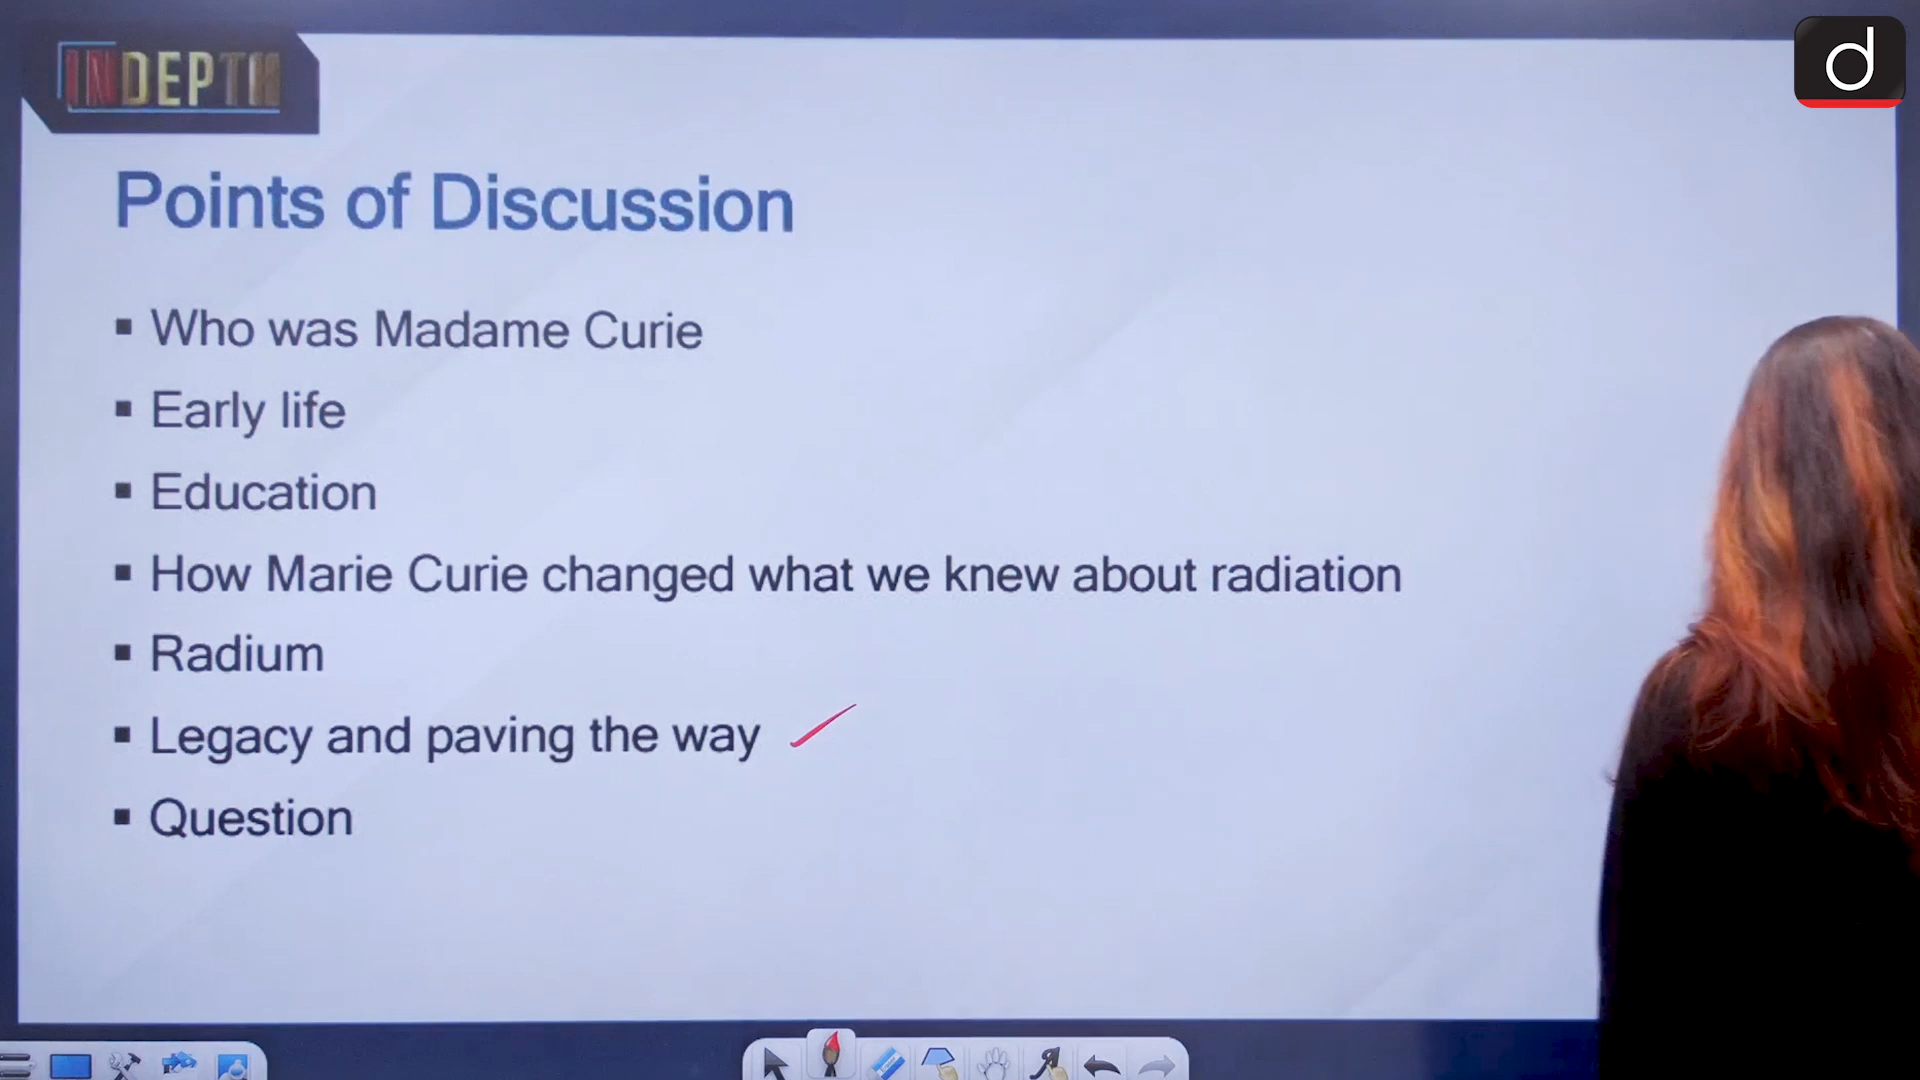 INDEPTH
d
Points of Discussion
▪ Who was Madame Curie
▪ Early life
▪ Education
▪ How Marie Curie changed what we knew about radiation
▪ Radium
▪ Legacy and paving the way
▪ Question